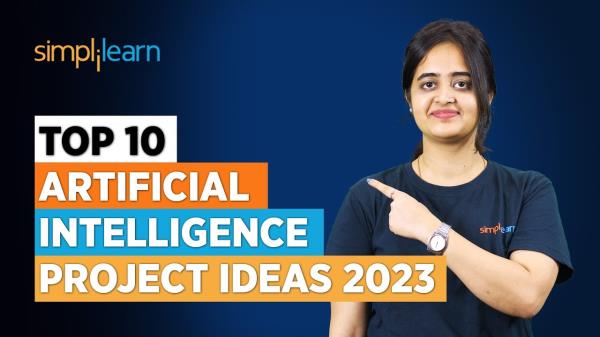 simplilearn
TOP 10
ARTIFICIAL
INTELLIGENCE
PROJECT IDEAS 2023
simplilearn